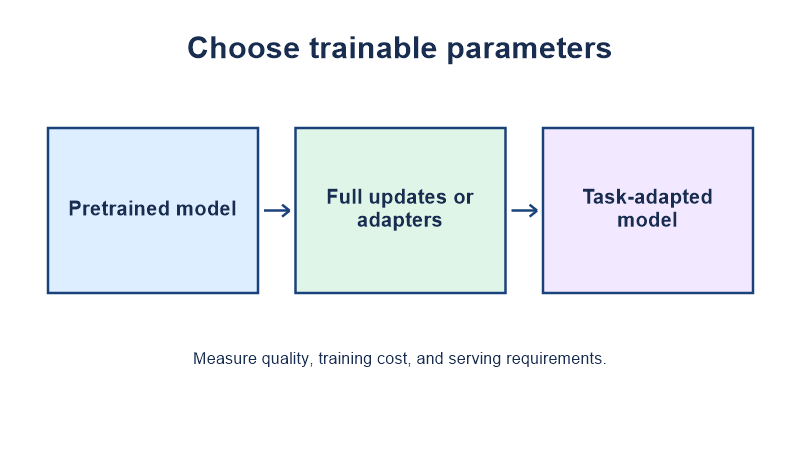 Choose trainable parameters
Pretrained model
Full updates or
adapters
Task-adapted
model
Measure quality, training cost, and serving requirements.